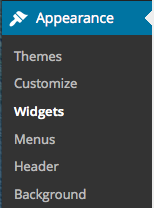 Appearance
Themes
Customize
Widgets
Menus
Header
Background